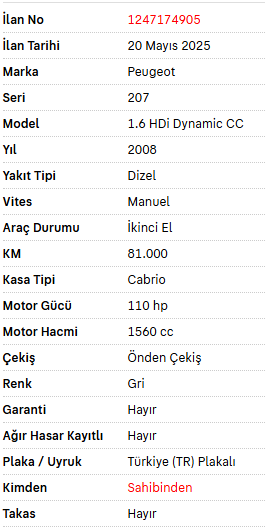 İlan No 1247174905
İlan Tarihi 20 Mayıs 2025
Marka Peugeot
Seri 207
Model 1.6 HDi Dynamic CC
Yıl 2008
Yakıt Tipi Dizel
Vites Manuel
Araç Durumu İkinci El
KM 81.000
Kasa Tipi Cabrio
Motor Gücü 110 hp
Motor Hacmi 1560 cc
Çekiş Önden Çekiş
Renk Gri
Garanti Hayır
Ağır Hasar Kayıtlı Hayır
Plaka / Uyruk Türkiye (TR) Plakalı
Kimden Sahibinden
Takas Hayır